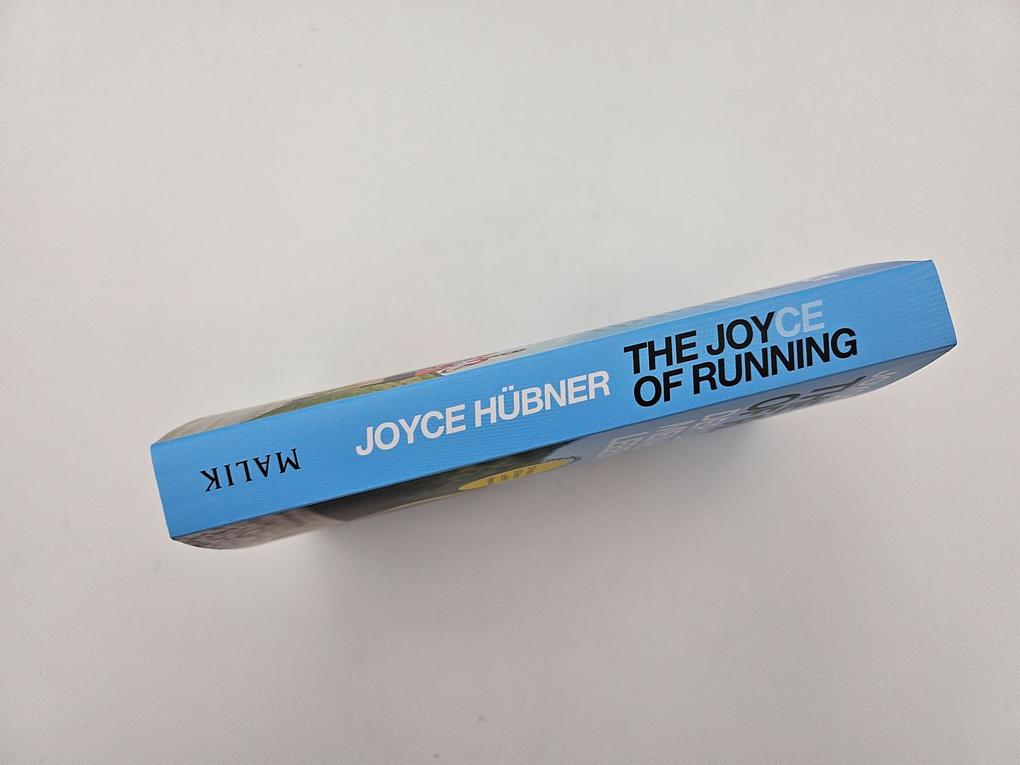 JOYCE HÜBNER
THE JOYCE
OF RUNNING
MALIK